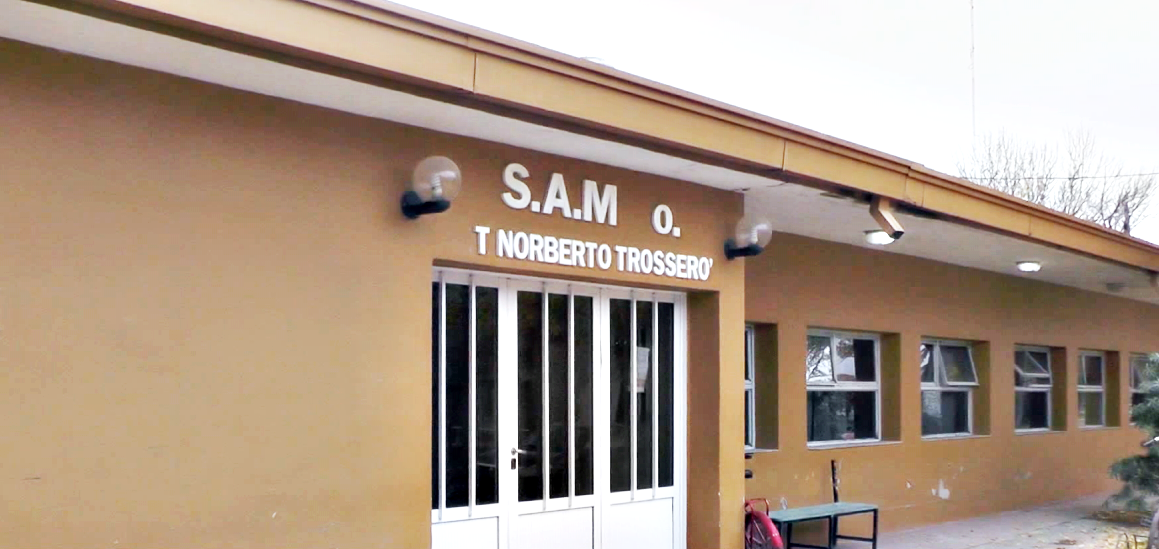 S.A.M o.
T NORBERTO TROSSERO'